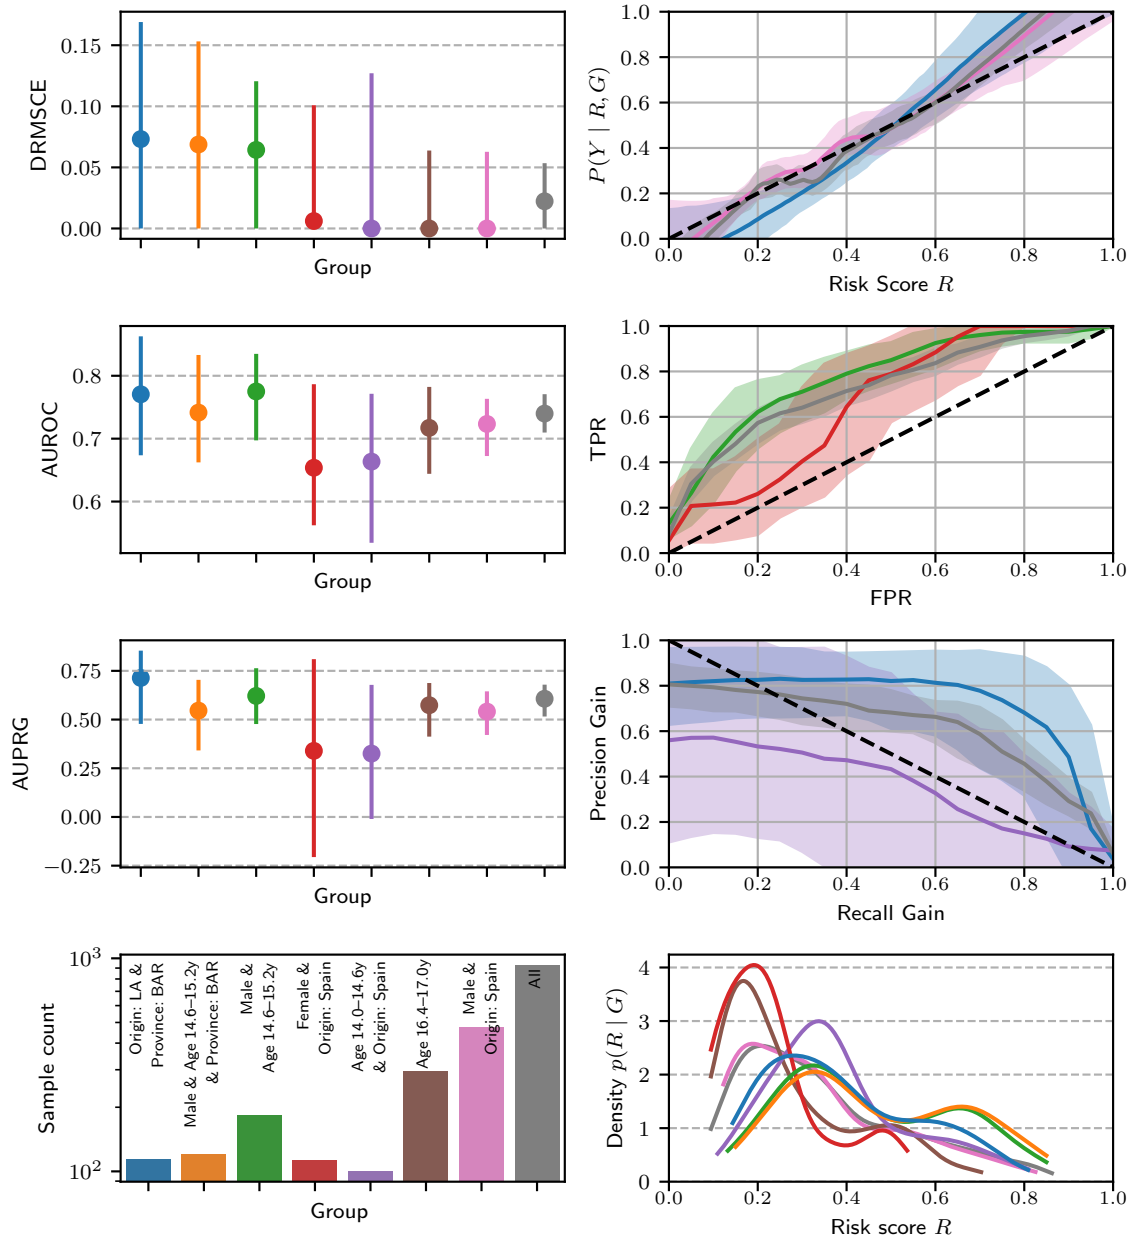 DRMSCE
0.15
0.10
0.05
0.00
Group
P(Y | R, G)
1.0
0.8
0.6
0.4
0.2
0.0
0.0 0.2 0.4 0.6 0.8 1.0
Risk Score R
AUROC
0.8
0.7
0.6
Group
TPR
1.0
0.8
0.6
0.4
0.2
0.0
0.0 0.2 0.4 0.6 0.8 1.0
FPR
AUPRG
0.75
0.50
0.25
0.00
−0.25
Group
Precision Gain
1.0
0.8
0.6
0.4
0.2
0.0
0.0 0.2 0.4 0.6 0.8 1.0
Recall Gain
Sample count
10³
10²
Origin: LA &
Province: BAR
Male & Age 14.6–15.2y
& Province: BAR
Male &
Age 14.6–15.2y
Female &
Origin: Spain
Age 14.0–14.6y
& Origin: Spain
Age 16.4–17.0y
Male &
Origin: Spain
All
Group
Density p(R | G)
4
3
2
1
0
0.0 0.2 0.4 0.6 0.8 1.0
Risk score R